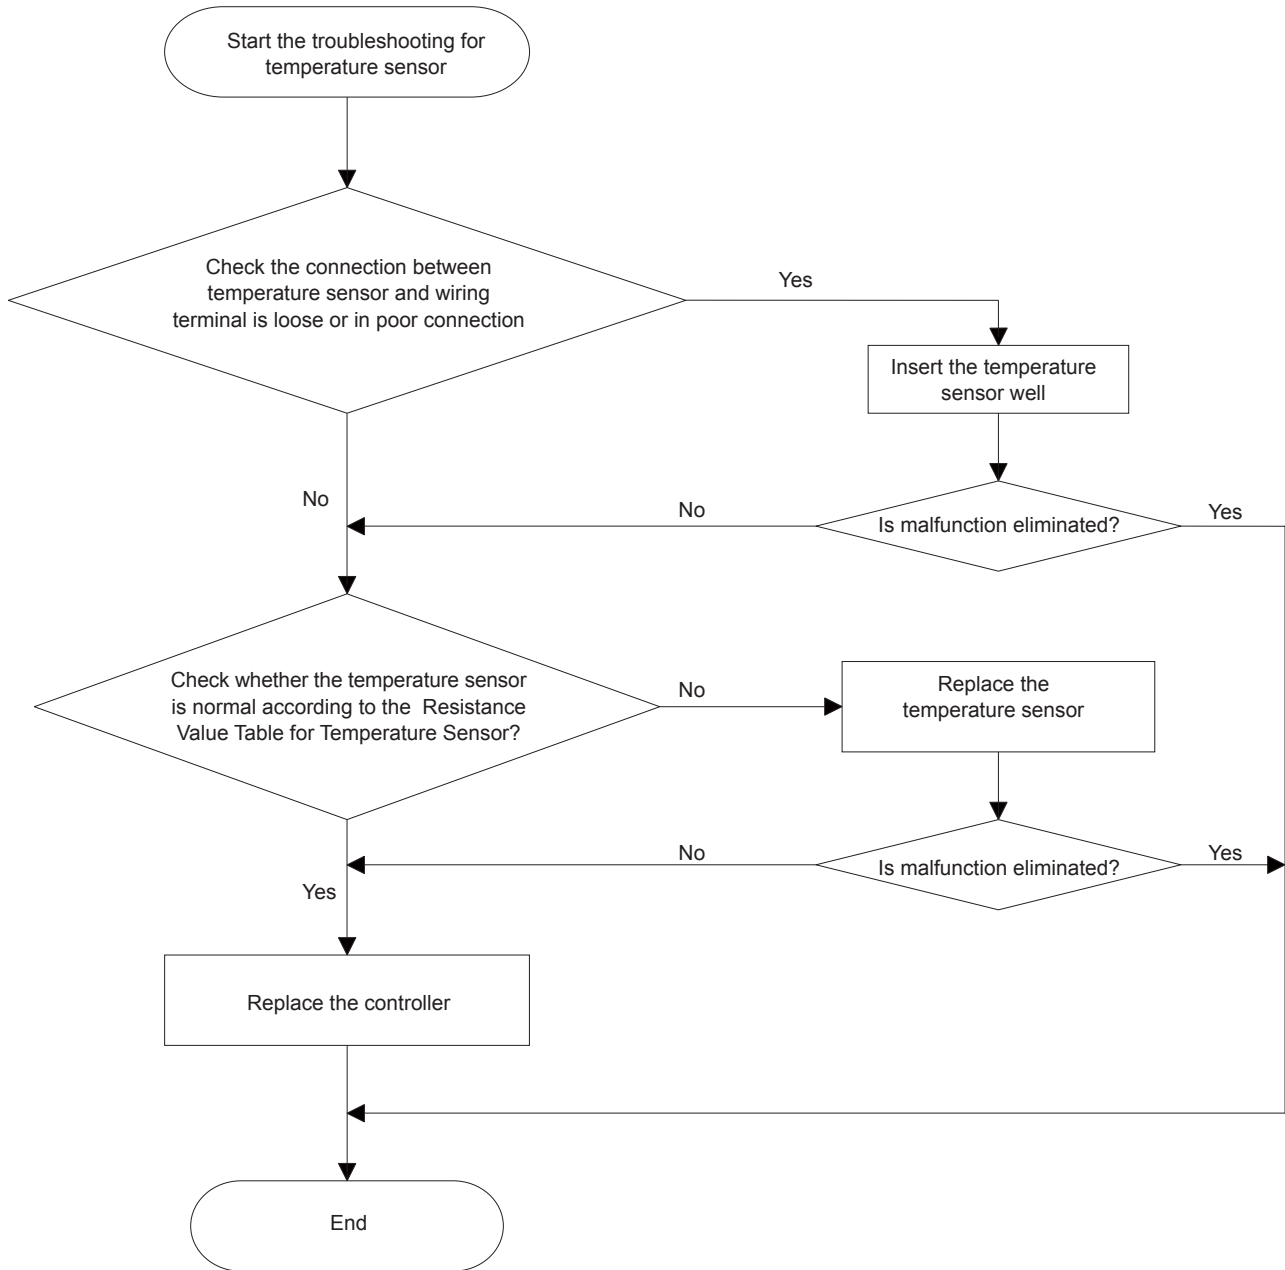 Start the troubleshooting for
temperature sensor
Check the connection between
temperature sensor and wiring
terminal is loose or in poor connection
Yes
Insert the temperature
sensor well
No
No
Is malfunction eliminated?
Yes
Check whether the temperature sensor
is normal according to the Resistance
Value Table for Temperature Sensor?
No
Replace the
temperature sensor
No
Is malfunction eliminated?
Yes
Yes
Replace the controller
End